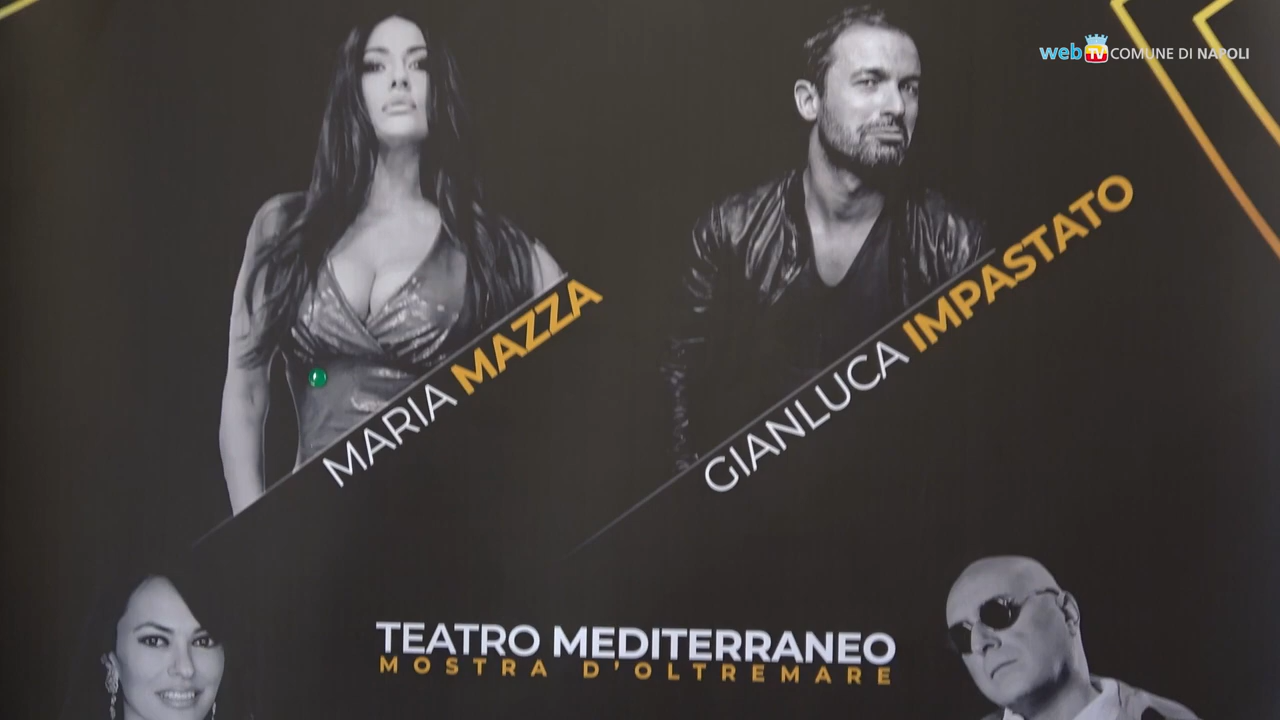 web TV COMUNE DI NAPOLI
MARIA MAZZA
GIANLUCA IMPASTATO
TEATRO MEDITERRANEO
MOSTRA D'OLTREMARE